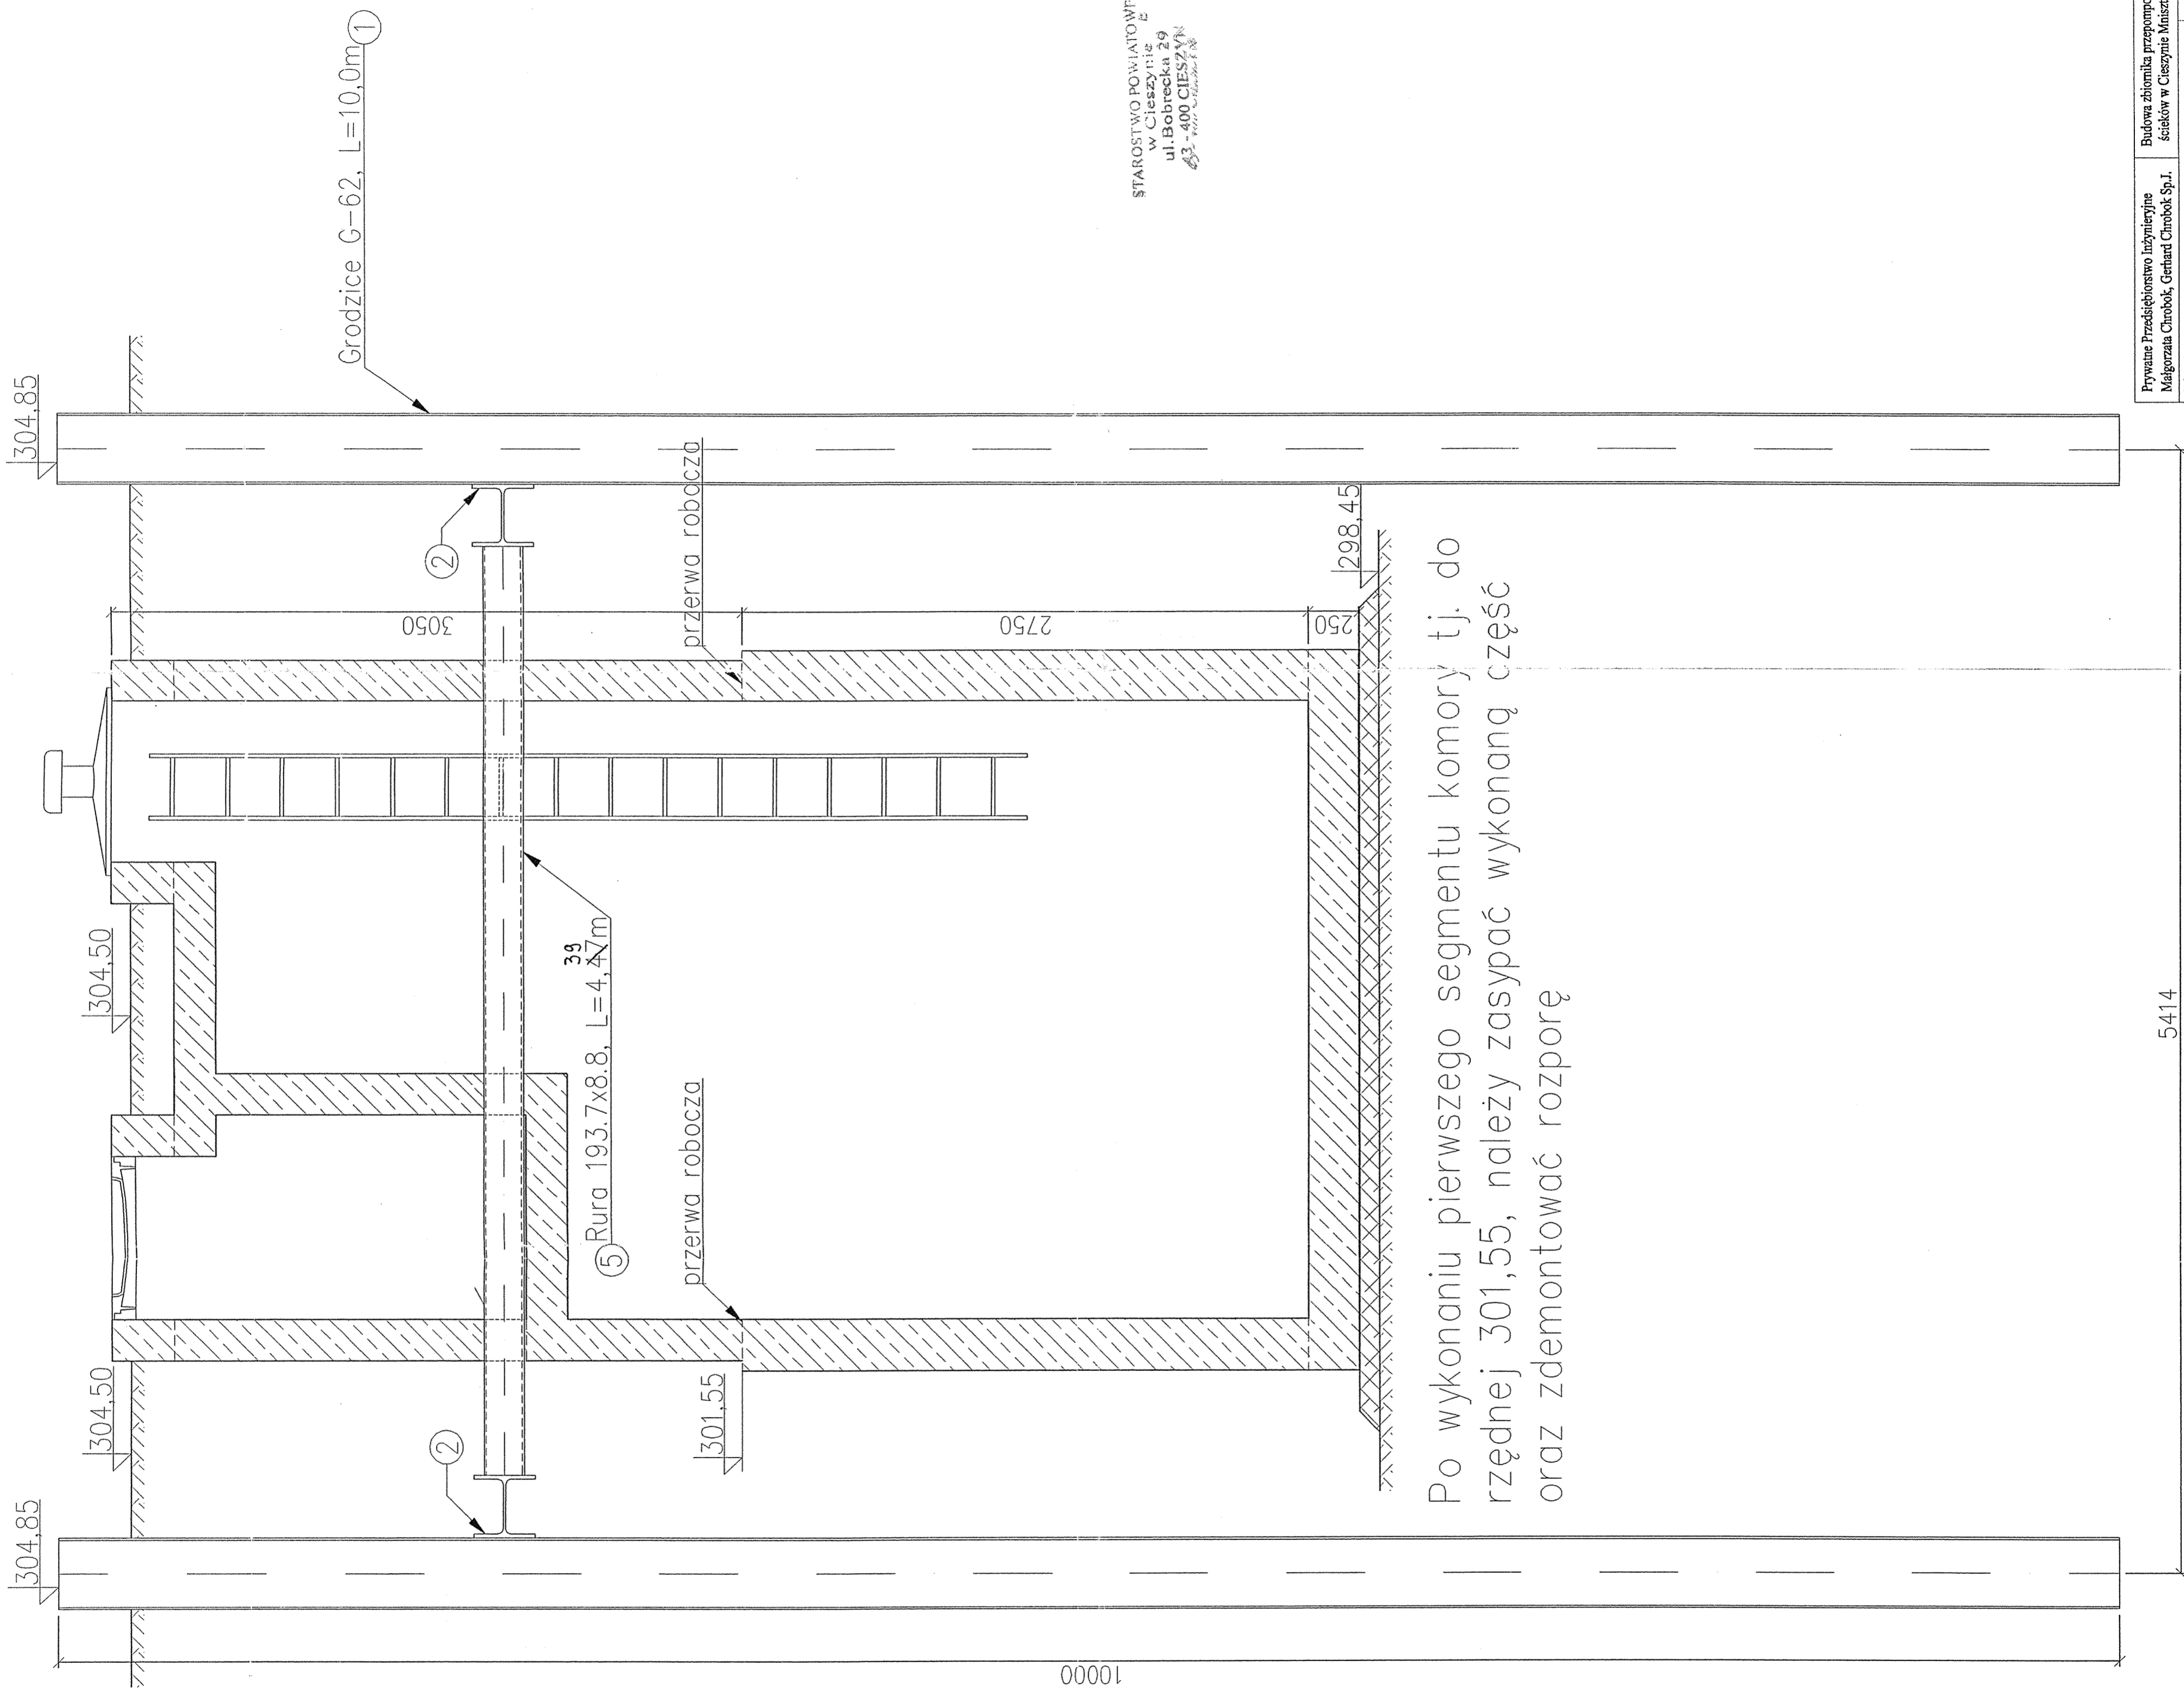 304,85
304,85
Grodzice G-62, L=10,0m 1
304,50
304,50
2
2
3050
przerwa robocza
39
5 Rura 193.7x8.8, L=4,47m
przerwa robocza
301,55
2750
250
298,45
10000
5414
Po wykonaniu pierwszego segmentu komory tj. do
rzędnej 301,55, należy zasypać wykonaną część
oraz zdemontować rozporę
STAROSTWO POWIATOWE
w Cieszynie
ul.Bobrecka 29
- 400 CIESZYN
Prywatne Przedsiębiorstwo Inżynieryjne
Małgorzata Chrobok, Gerhard Chrobok Sp.J.
Budowa zbiornika przepompo
ścieków w Cieszynie Mniszt